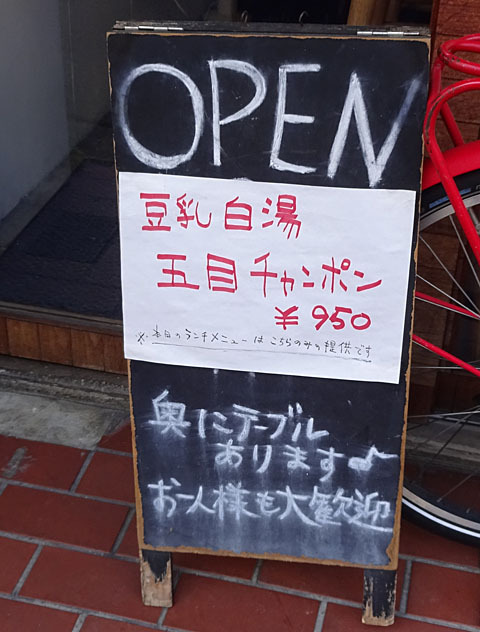 OPEN
豆乳白湯
五目チャンポン
¥950
※本日のランチメニューはこちらのみの提供です
奥にテーブル
あります♪
お一人様も大歓迎